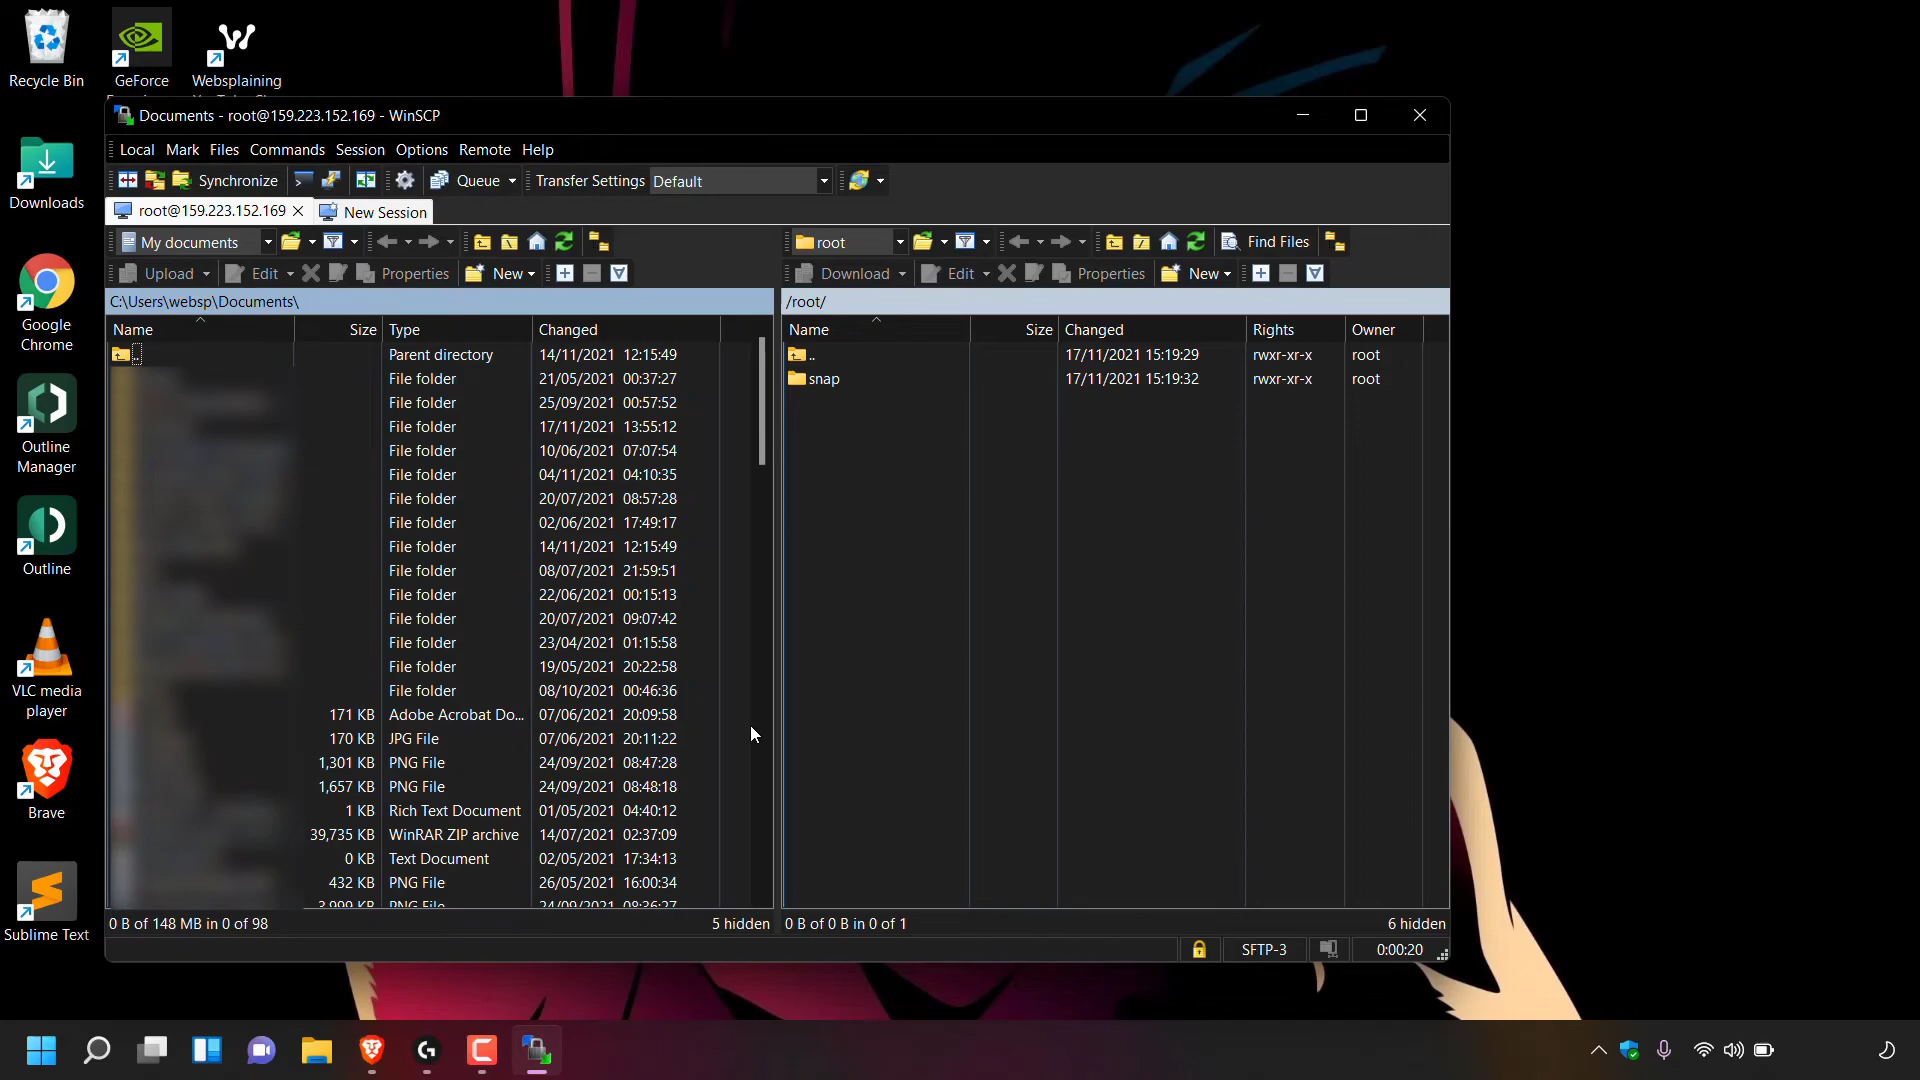 Recycle Bin
GeForce
Websplaining
Downloads
Google
Chrome
Outline
Manager
Outline
VLC media
player
Brave
Sublime Text
Documents - root@159.223.152.169 - WinSCP
Local Mark Files Commands Session Options Remote Help
Synchronize Queue Transfer Settings Default
root@159.223.152.169 New Session
My documents
Upload Edit Properties New
C:\Users\websp\Documents\
Name Size Type Changed
.. Parent directory 14/11/2021 12:15:49
File folder 21/05/2021 00:37:27
File folder 25/09/2021 00:57:52
File folder 17/11/2021 13:55:12
File folder 10/06/2021 07:07:54
File folder 04/11/2021 04:10:35
File folder 20/07/2021 08:57:28
File folder 02/06/2021 17:49:17
File folder 14/11/2021 12:15:49
File folder 08/07/2021 21:59:51
File folder 22/06/2021 00:15:13
File folder 20/07/2021 09:07:42
File folder 23/04/2021 01:15:58
File folder 19/05/2021 20:22:58
File folder 08/10/2021 00:46:36
171 KB Adobe Acrobat Do... 07/06/2021 20:09:58
170 KB JPG File 07/06/2021 20:11:22
1,301 KB PNG File 24/09/2021 08:47:28
1,657 KB PNG File 24/09/2021 08:48:18
1 KB Rich Text Document 01/05/2021 04:40:12
39,735 KB WinRAR ZIP archive 14/07/2021 02:37:09
0 KB Text Document 02/05/2021 17:34:13
432 KB PNG File 26/05/2021 16:00:34
3,999 KB PNG File 24/09/2021 08:36:27
0 B of 148 MB in 0 of 98 5 hidden
root Find Files
Download Edit Properties New
/root/
Name Size Changed Rights Owner
.. 17/11/2021 15:19:29 rwxr-xr-x root
snap 17/11/2021 15:19:32 rwxr-xr-x root
0 B of 0 B in 0 of 1 6 hidden
SFTP-3 0:00:20